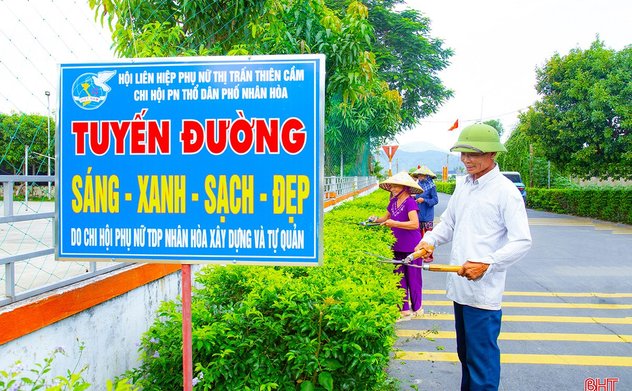 HỘI LIÊN HIỆP PHỤ NỮ THỊ TRẤN THIÊN CẦM
CHI HỘI PN THỔ DÂN PHỐ NHÂN HÒA
TUYẾN ĐƯỜNG
SÁNG - XANH - SẠCH - ĐẸP
DO CHI HỘI PHỤ NỮ TDP NHÂN HÒA XÂY DỰNG VÀ TỰ QUẢN
BHT